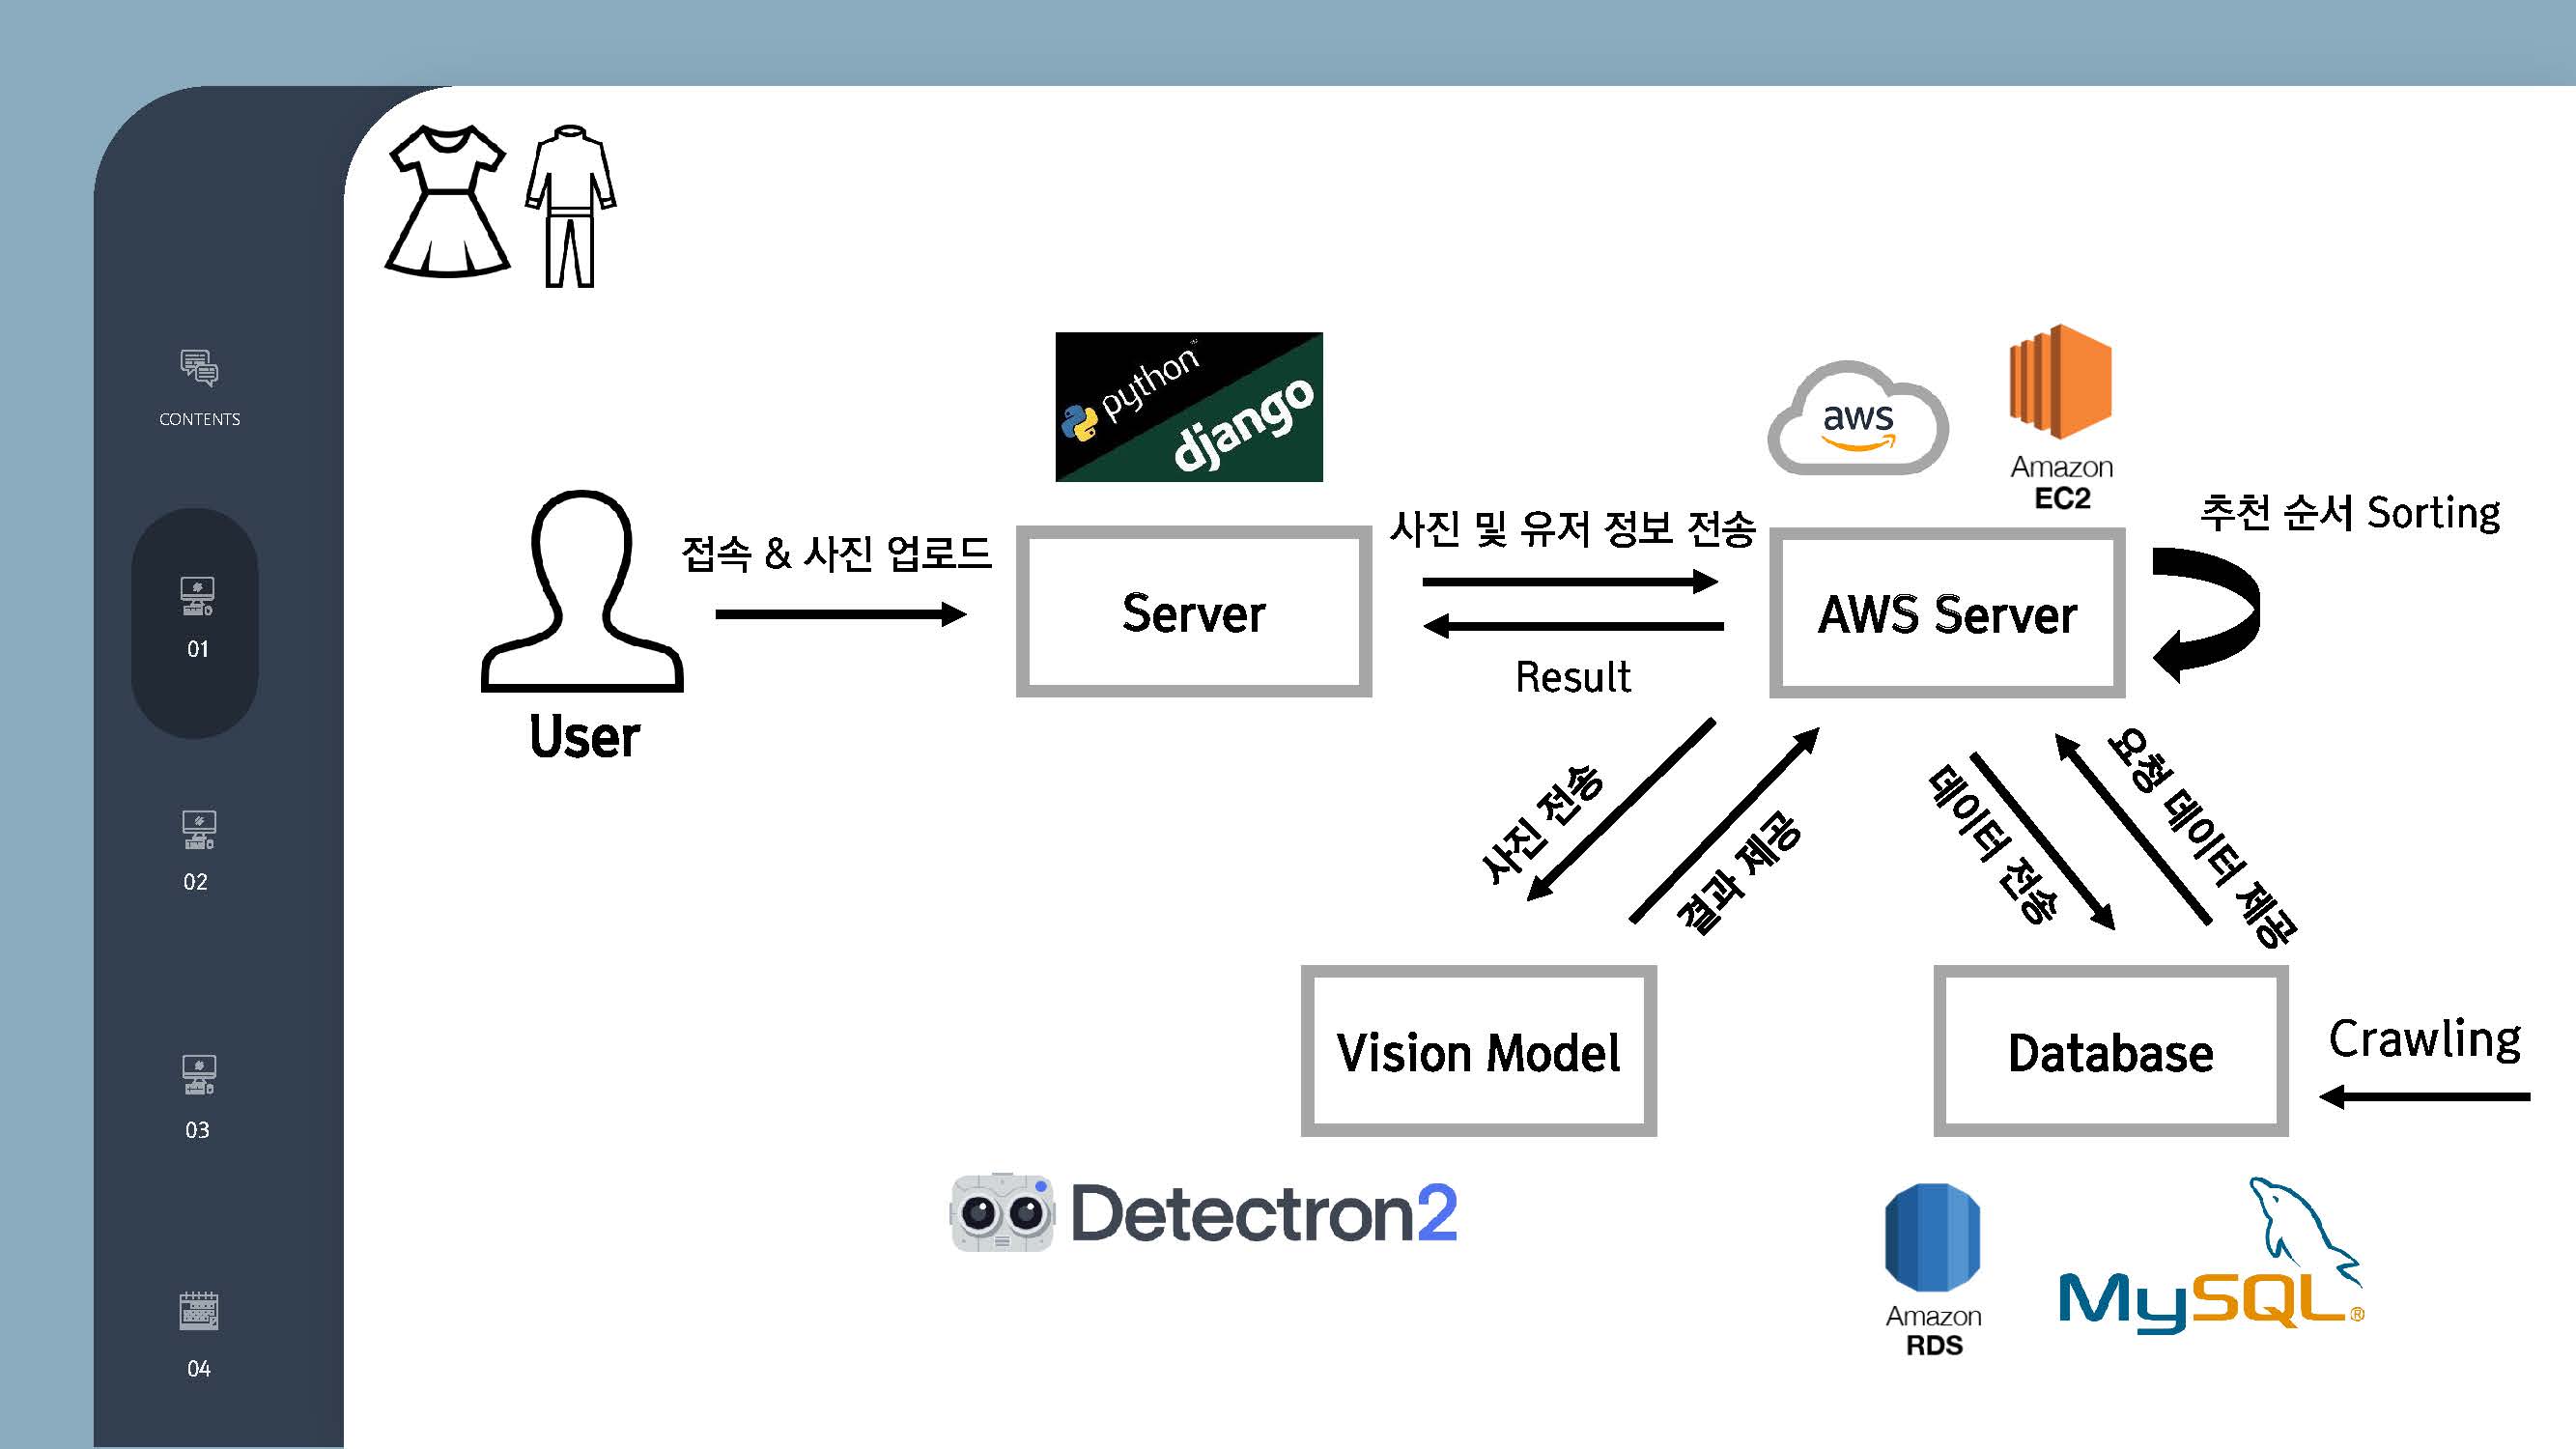 CONTENTS
01
02
03
04
python
django
aws
Amazon
EC2
추천 순서 Sorting
접속 & 사진 업로드
사진 및 유저 정보 전송
Server
AWS Server
Result
User
사진 전송
결과 제공
데이터 전송
요청 데이터 제공
Vision Model
Database
Crawling
Detectron2
Amazon
RDS
MySQL®